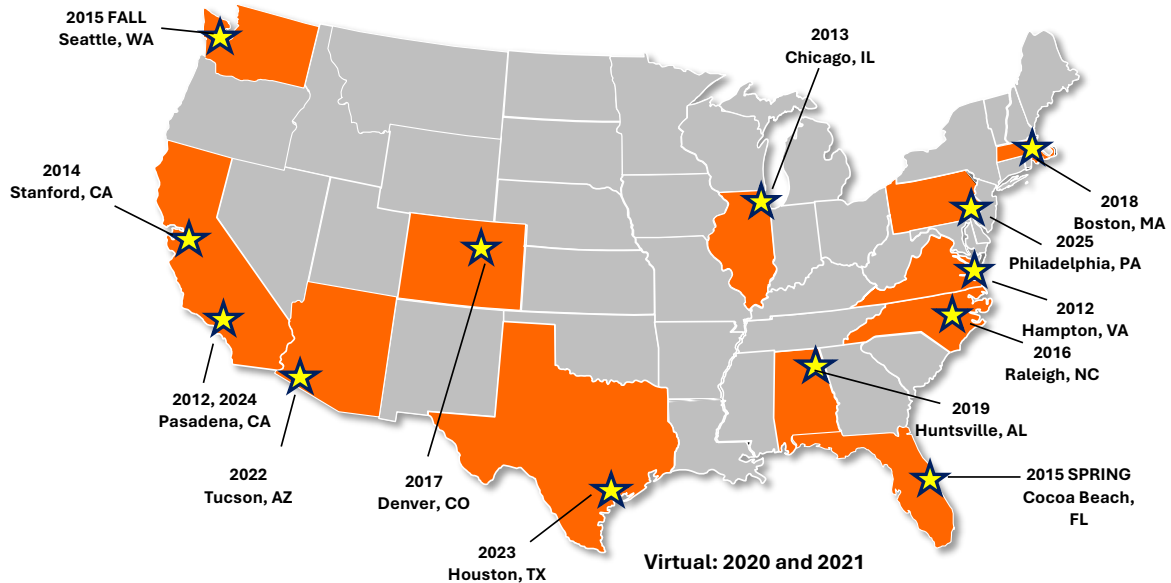 2015 FALL
Seattle, WA
2013
Chicago, IL
2014
Stanford, CA
2018
Boston, MA
2025
Philadelphia, PA
2012
Hampton, VA
2016
Raleigh, NC
2012, 2024
Pasadena, CA
2019
Huntsville, AL
2022
Tucson, AZ
2017
Denver, CO
2015 SPRING
Cocoa Beach,
FL
2023
Houston, TX
Virtual: 2020 and 2021